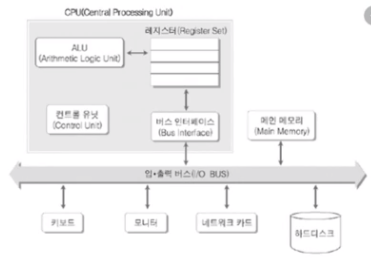 CPU(Central Processing Unit)
레지스터(Register Set)
ALU
(Arithmetic Logic Unit)
컨트롤 유닛
(Control Unit)
버스 인터페이스
(Bus Interface)
메인 메모리
(Main Memory)
입•출력 버스(I/O BUS)
키보드
모니터
네트워크 카드
하드디스크